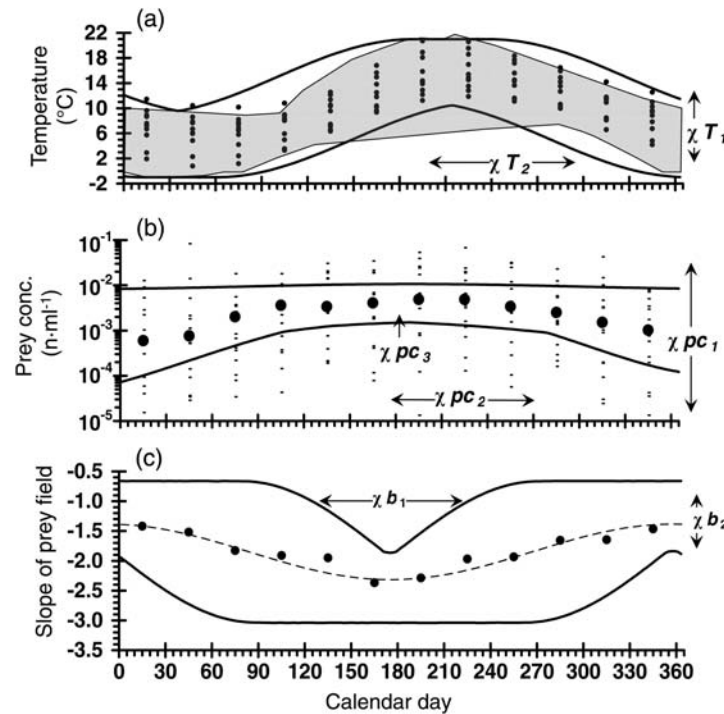 (a)
Temperature
(°C)
22
18
14
10
6
2
-2
χ T₁
χ T₂
(b)
Prey conc.
(n·ml⁻¹)
10⁻¹
10⁻²
10⁻³
10⁻⁴
10⁻⁵
χ pc₁
χ pc₃
χ pc₂
(c)
Slope of prey field
-0.5
-1.0
-1.5
-2.0
-2.5
-3.0
-3.5
χ b₁
χ b₂
0 30 60 90 120 150 180 210 240 270 300 330 360
Calendar day